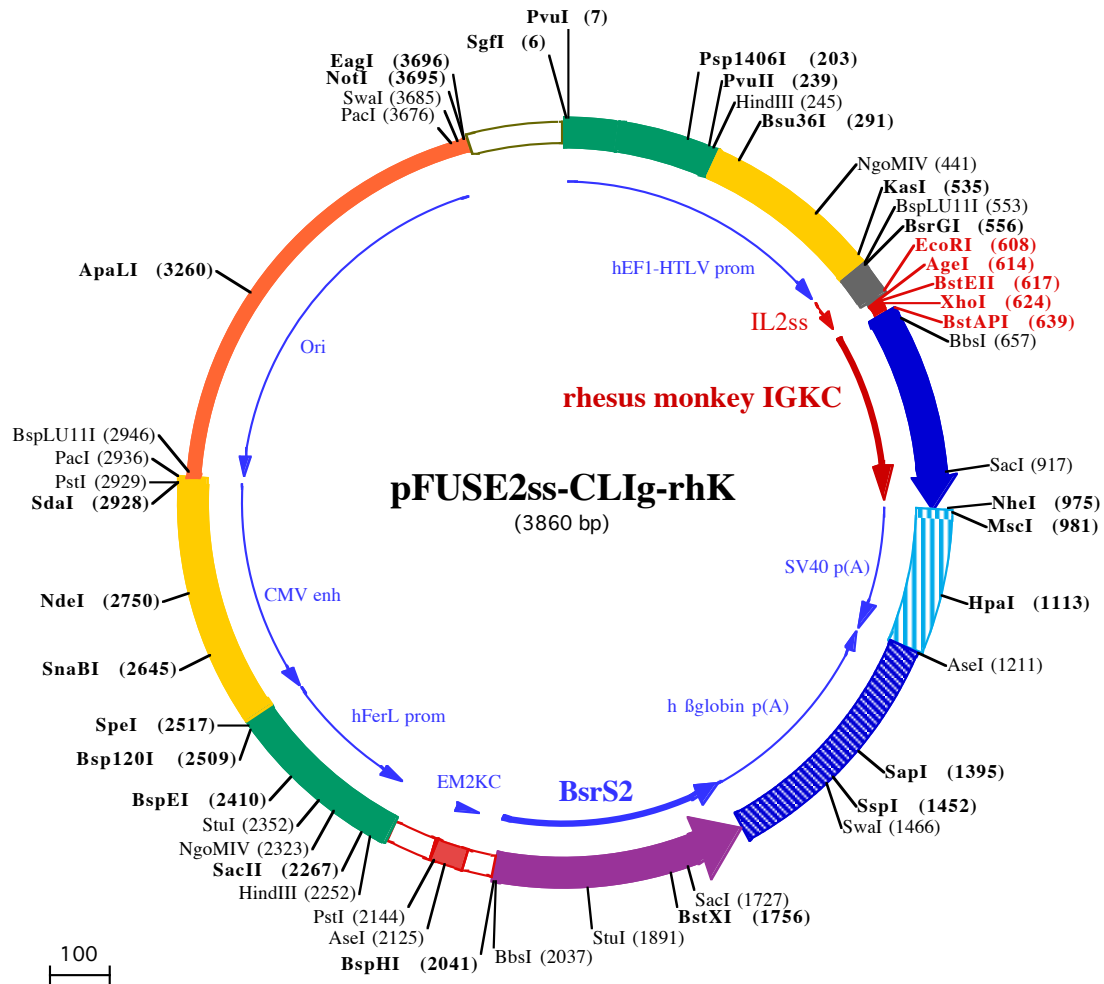 PvuI (7)
SgfI (6)
EagI (3696)
NotI (3695)
SwaI (3685)
PacI (3676)
Psp1406I (203)
PvuII (239)
HindIII (245)
Bsu36I (291)
NgoMIV (441)
KasI (535)
BspLU11I (553)
BsrGI (556)
EcoRI (608)
AgeI (614)
BstEII (617)
XhoI (624)
BstAPI (639)
BbsI (657)
ApaLI (3260)
hEF1-HTLV prom
IL2ss
Ori
rhesus monkey IGKC
BspLU11I (2946)
PacI (2936)
PstI (2929)
SdaI (2928)
pFUSE2ss-CLIg-rhK
(3860 bp)
SacI (917)
NheI (975)
MscI (981)
SV40 p(A)
CMV enh
NdeI (2750)
HpaI (1113)
SnaBI (2645)
AseI (1211)
hFerL prom
h ßglobin p(A)
SpeI (2517)
Bsp120I (2509)
EM2KC
BsrS2
SapI (1395)
BspEI (2410)
SspI (1452)
StuI (2352)
SwaI (1466)
NgoMIV (2323)
SacII (2267)
HindIII (2252)
SacI (1727)
PstI (2144)
BstXI (1756)
AseI (2125)
StuI (1891)
BspHI (2041)
BbsI (2037)
100